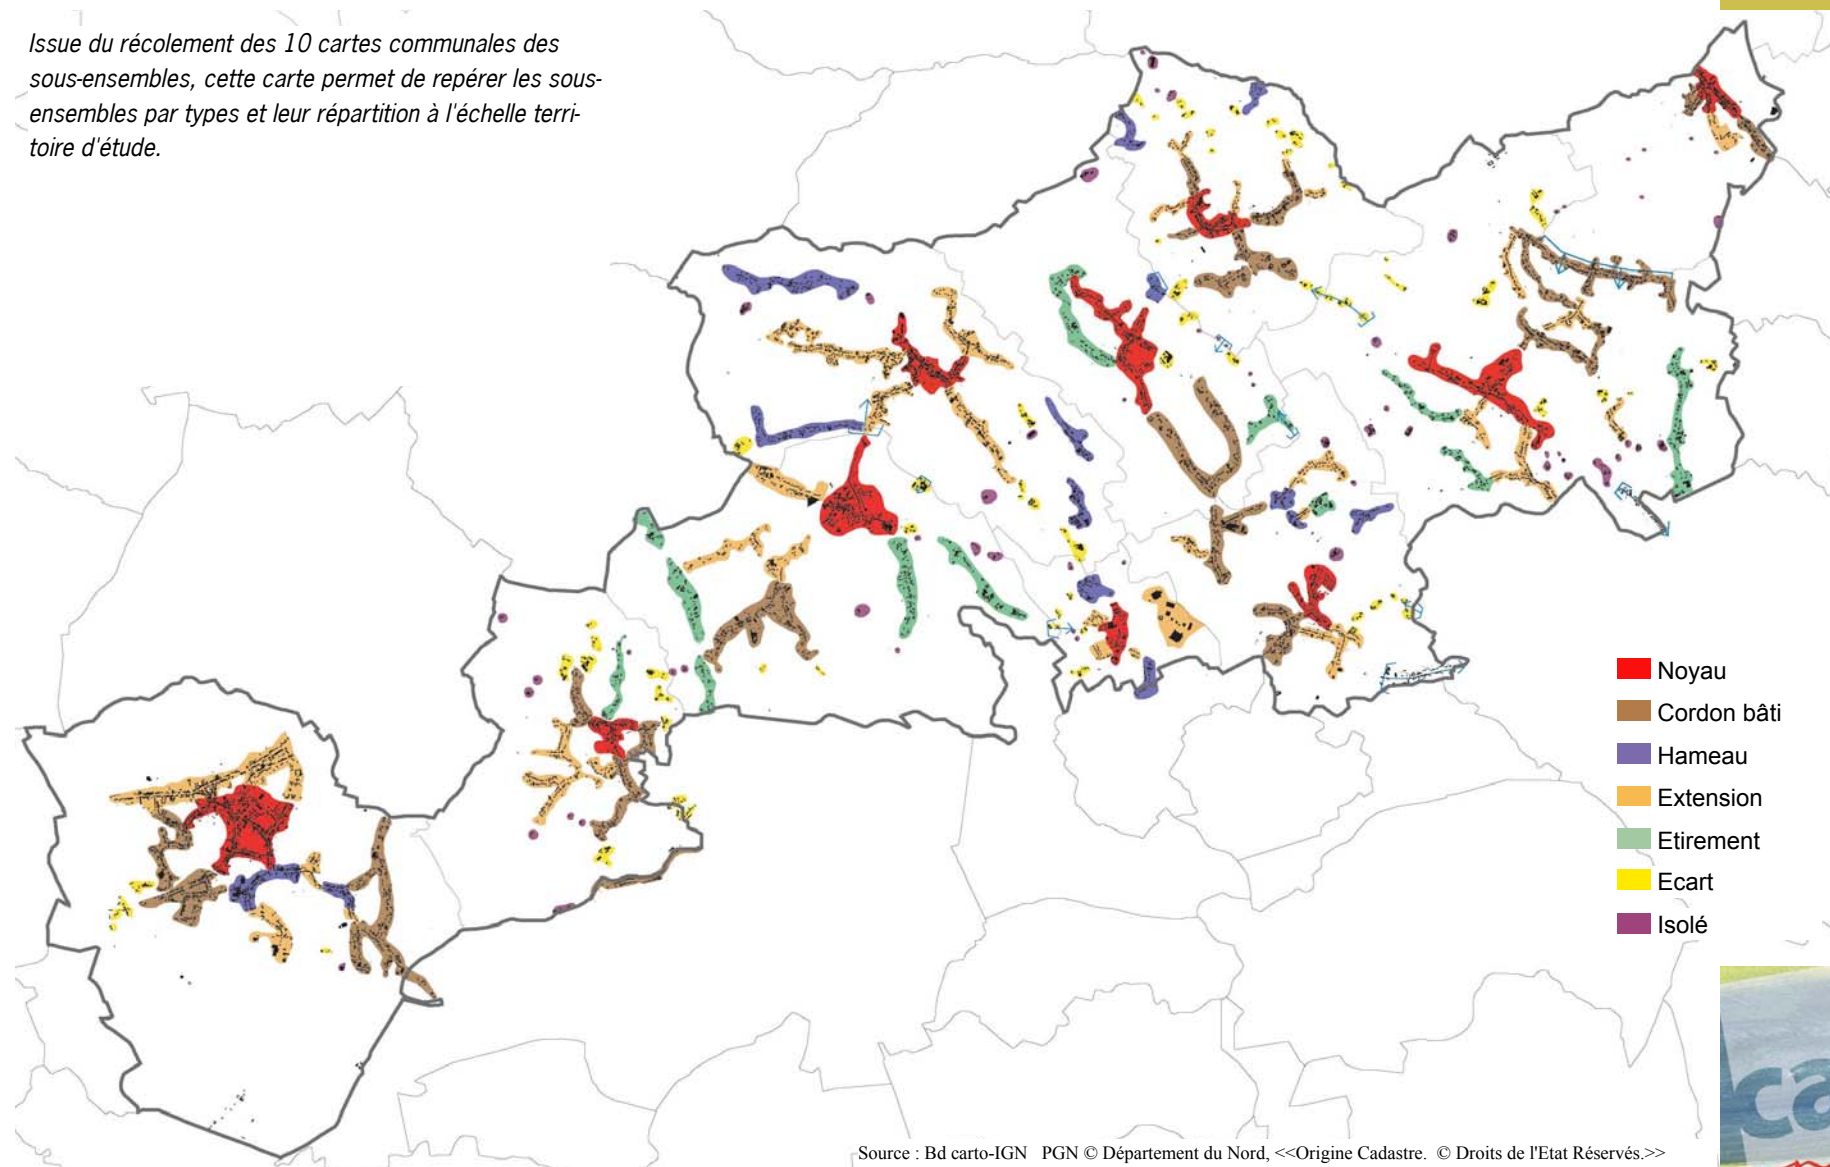 Issue du récolement des 10 cartes communales des
sous-ensembles, cette carte permet de repérer les sous-
ensembles par types et leur répartition à l'échelle terri-
toire d'étude.
Noyau
Cordon bâti
Hameau
Extension
Etirement
Ecart
Isolé
ca
Source : Bd carto-IGN PGN © Département du Nord, <<Origine Cadastre. © Droits de l'Etat Réservés.>>